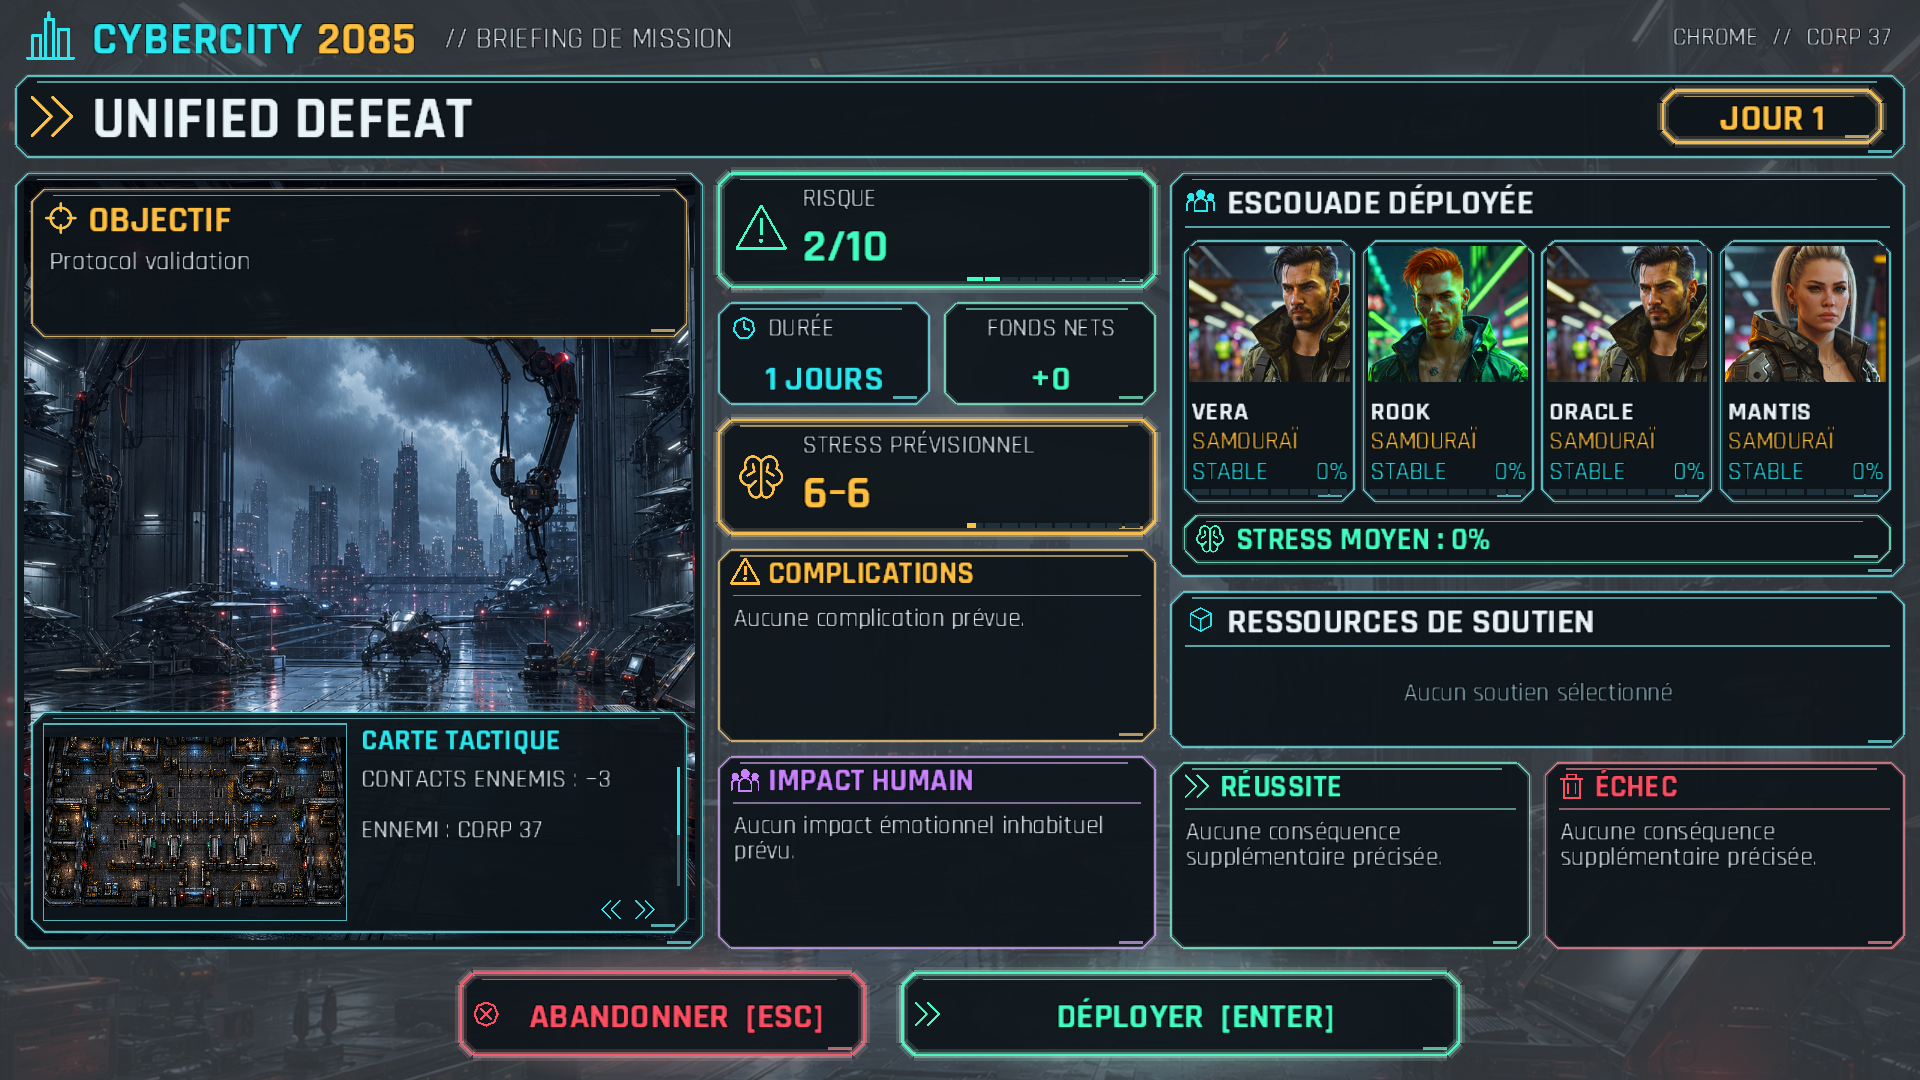 CYBERCITY 2085 // BRIEFING DE MISSION
CHROME // CORP 37
UNIFIED DEFEAT
JOUR 1
OBJECTIF
Protocol validation
CARTE TACTIQUE
CONTACTS ENNEMIS : ~3
ENNEMI : CORP 37
RISQUE
2/10
DURÉE
1 JOURS
FONDS NETS
+0
STRESS PRÉVISIONNEL
6-6
COMPLICATIONS
Aucune complication prévue.
IMPACT HUMAIN
Aucun impact émotionnel inhabituel
prévu.
ESCOUADE DÉPLOYÉE
VERA
SAMOURAÏ
STABLE 0%
ROOK
SAMOURAÏ
STABLE 0%
ORACLE
SAMOURAÏ
STABLE 0%
MANTIS
SAMOURAÏ
STABLE 0%
STRESS MOYEN : 0%
RESSOURCES DE SOUTIEN
Aucun soutien sélectionné
RÉUSSITE
Aucune conséquence
supplémentaire précisée.
ÉCHEC
Aucune conséquence
supplémentaire précisée.
ABANDONNER [ESC]
DÉPLOYER [ENTER]